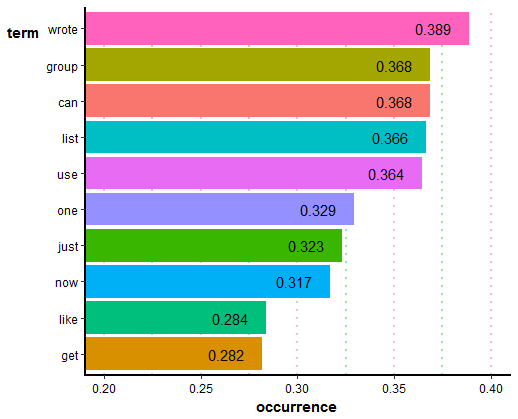 term
wrote 0.389
group 0.368
can 0.368
list 0.366
use 0.364
one 0.329
just 0.323
now 0.317
like 0.284
get 0.282
0.20 0.25 0.30 0.35 0.40
occurrence